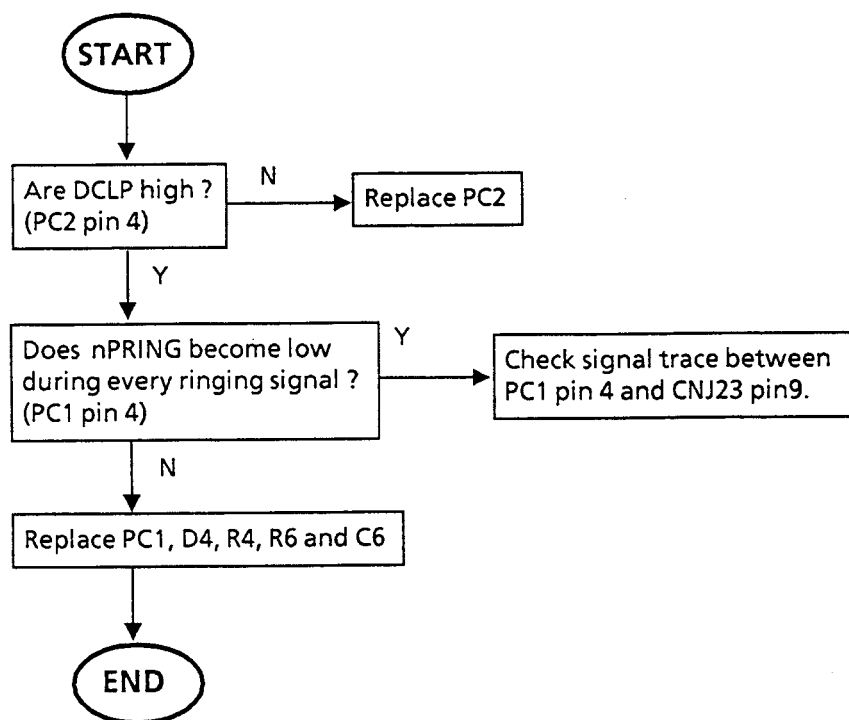 START
Are DCLP high ?
(PC2 pin 4)
N
Replace PC2
Y
Does nPRING become low
during every ringing signal ?
(PC1 pin 4)
Y
Check signal trace between
PC1 pin 4 and CNJ23 pin9.
N
Replace PC1, D4, R4, R6 and C6
END